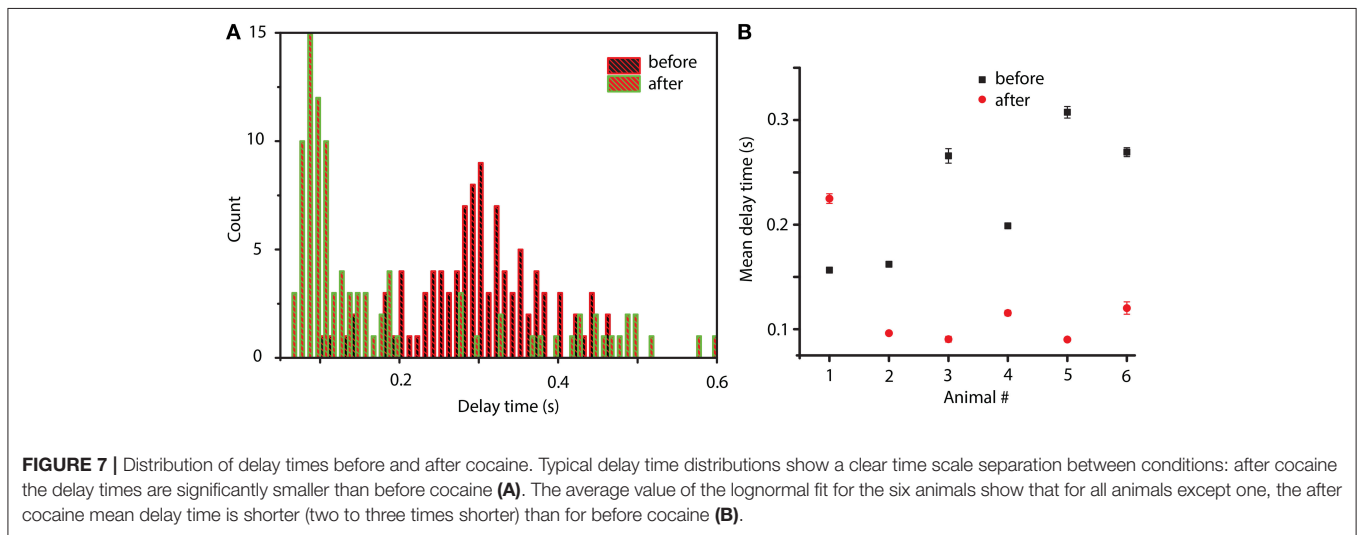 A
15
10
5
0
Count
before
after
0.2
0.4
0.6
Delay time (s)
B
before
after
0.3
0.2
0.1
Mean delay time (s)
1 2 3 4 5 6
Animal #
FIGURE 7 | Distribution of delay times before and after cocaine. Typical delay time distributions show a clear time scale separation between conditions: after cocaine
the delay times are significantly smaller than before cocaine (A). The average value of the lognormal fit for the six animals show that for all animals except one, the after
cocaine mean delay time is shorter (two to three times shorter) than for before cocaine (B).